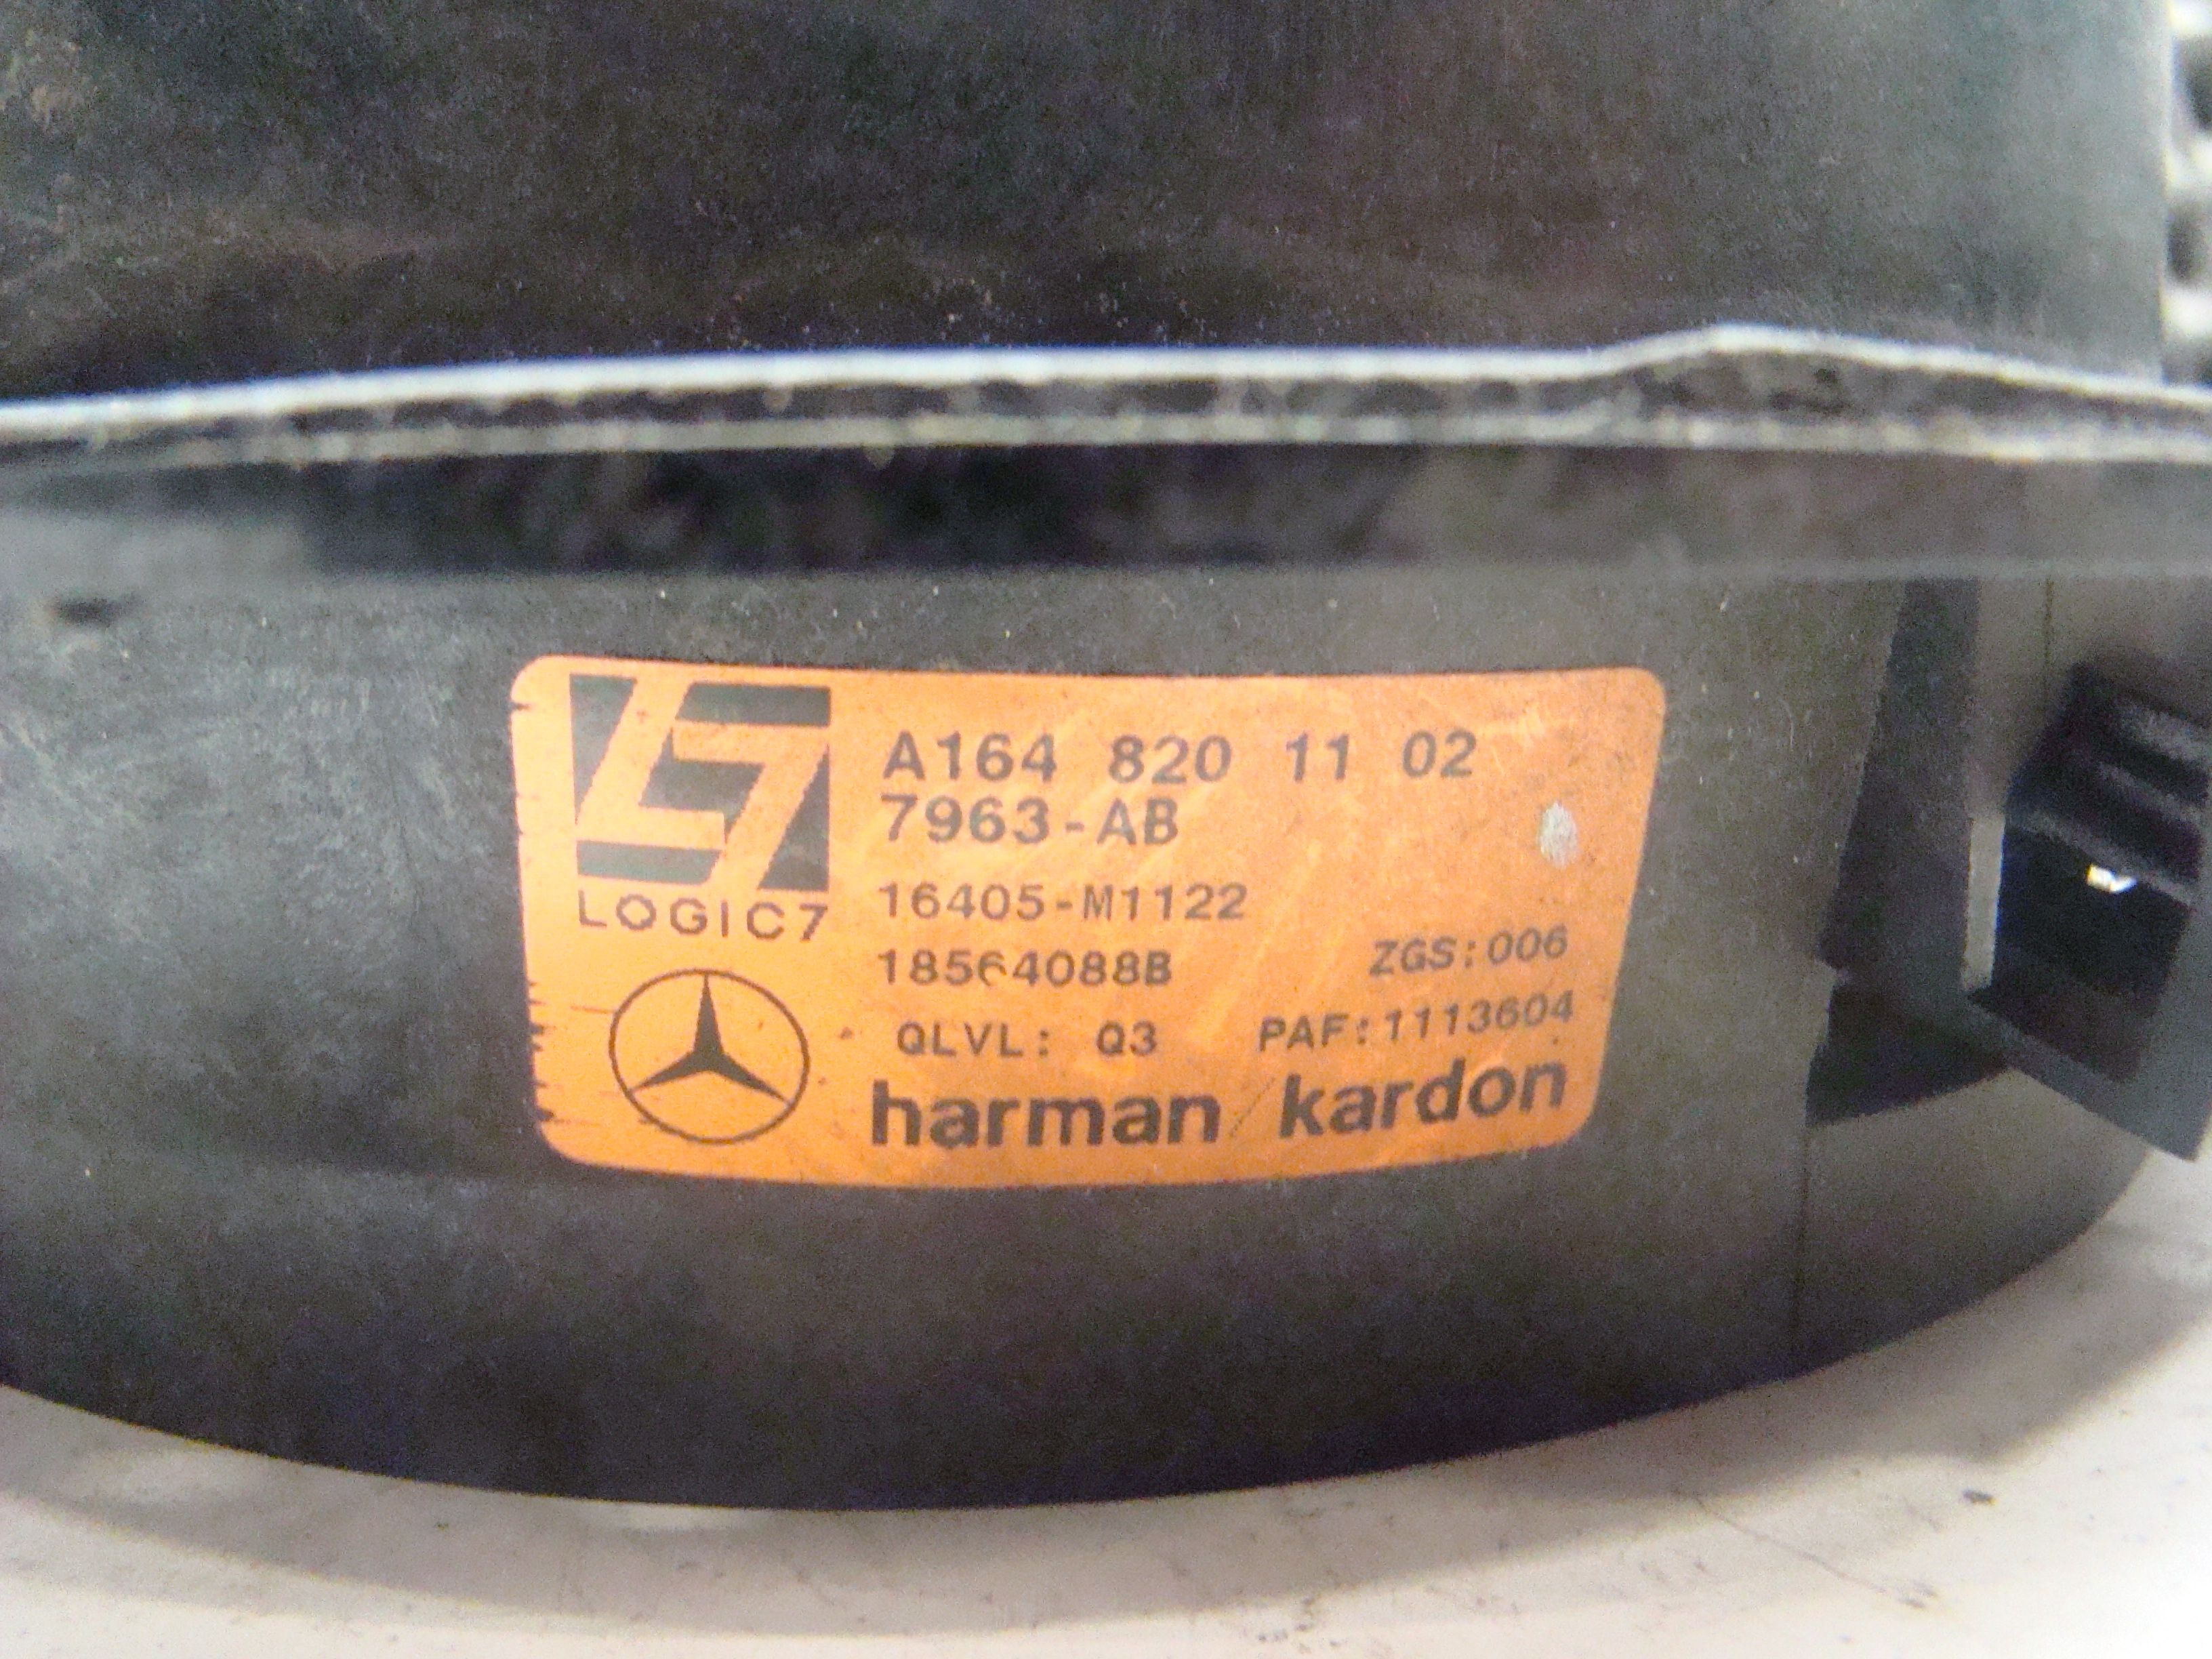 A164 820 11 02
7963-AB
16405-M1122
LOGIC7
18564088B ZGS:006
QLVL: Q3 PAF:1113604
harman/kardon